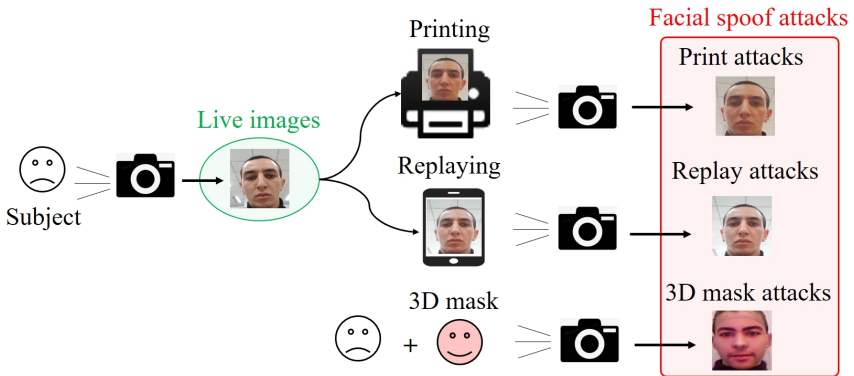 Facial spoof attacks
Printing
Print attacks
Live images
Replaying
Replay attacks
Subject
3D mask
3D mask attacks
+